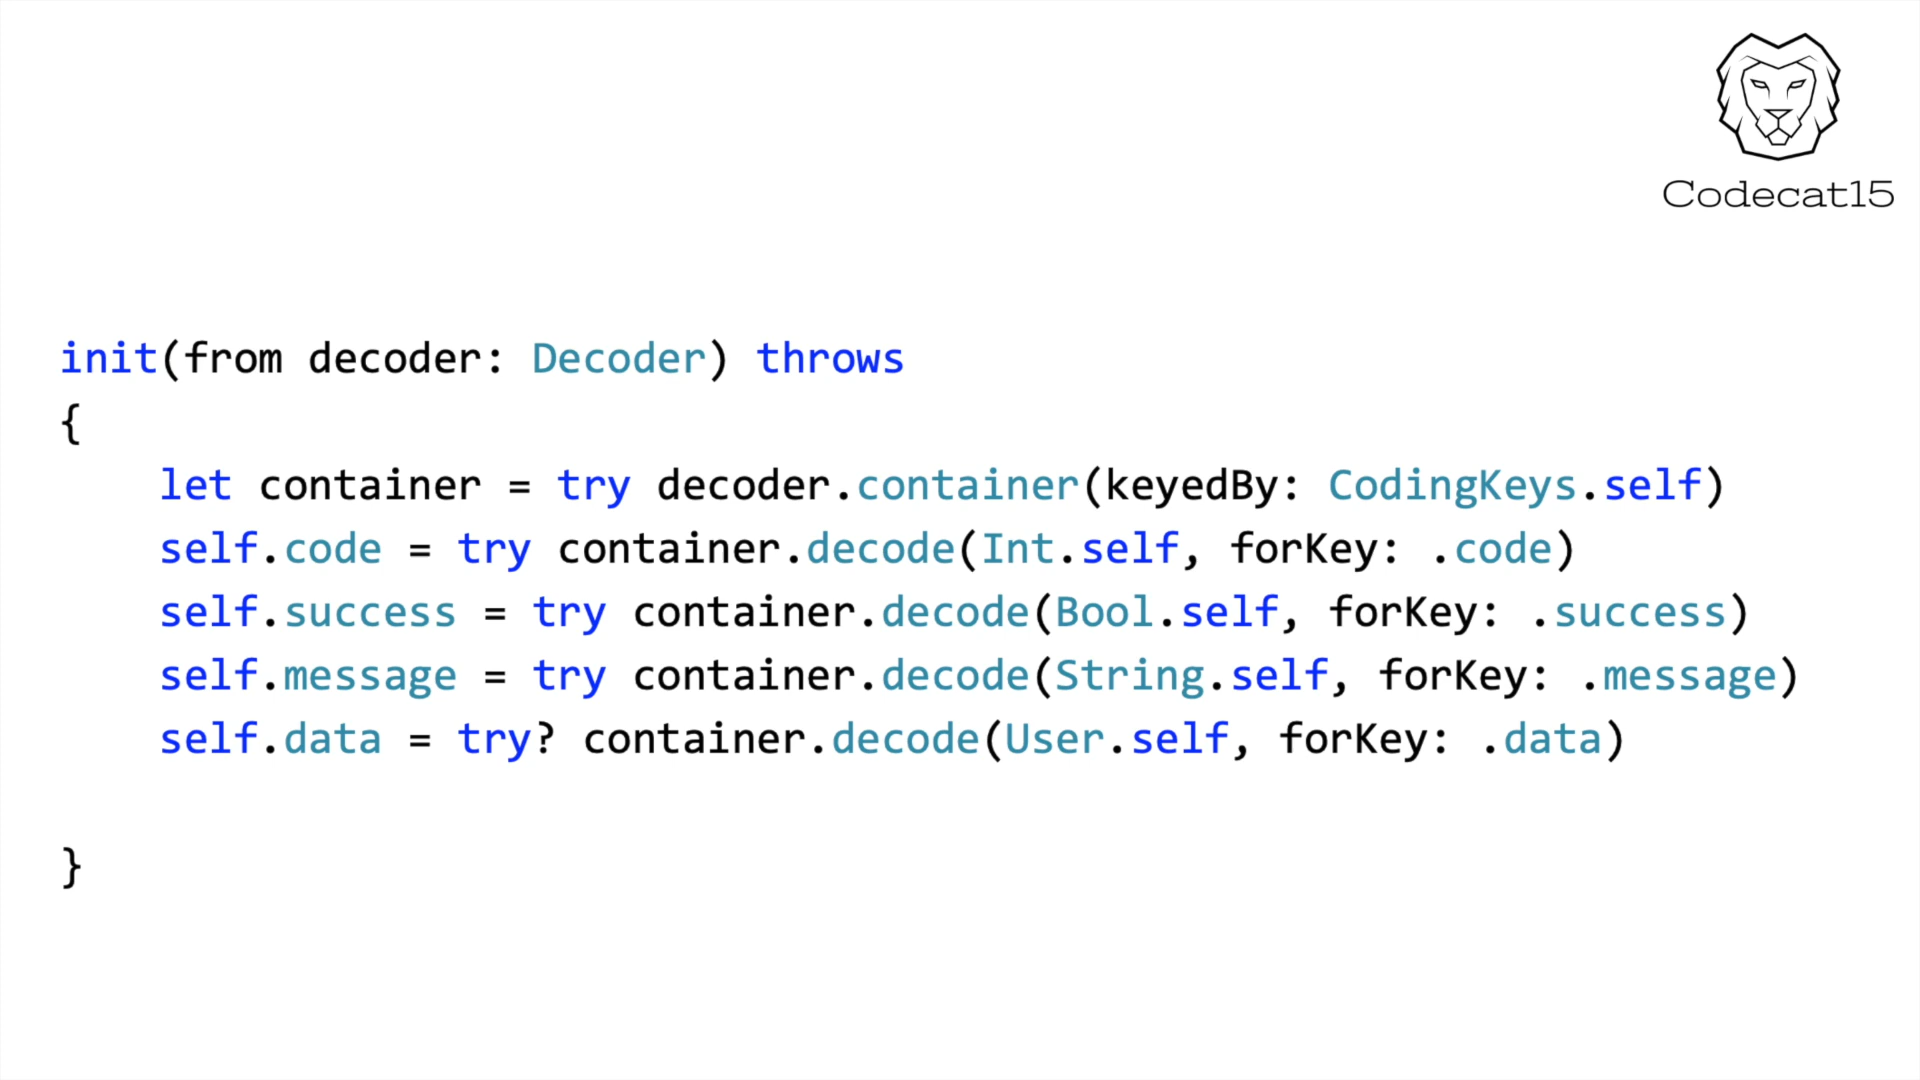 Codecat15
init(from decoder: Decoder) throws
{
    let container = try decoder.container(keyedBy: CodingKeys.self)
    self.code = try container.decode(Int.self, forKey: .code)
    self.success = try container.decode(Bool.self, forKey: .success)
    self.message = try container.decode(String.self, forKey: .message)
    self.data = try? container.decode(User.self, forKey: .data)
}